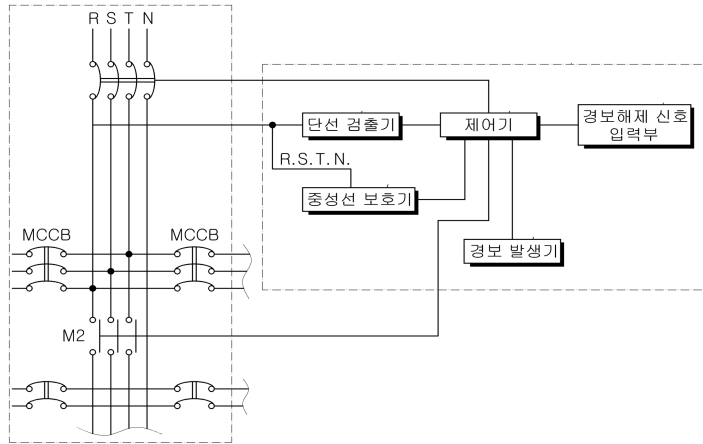 R S T N
단선 검출기
제어기
경보해제 신호
입력부
R.S.T.N.
중성선 보호기
MCCB
MCCB
경보 발생기
M2